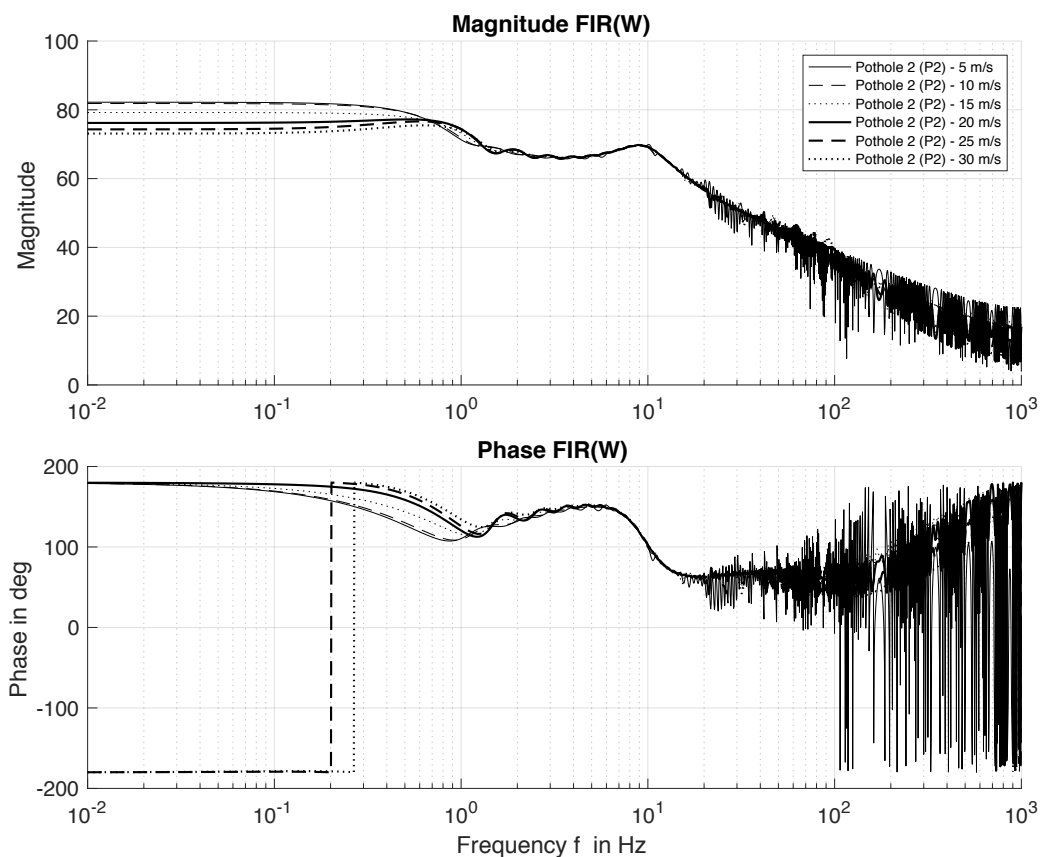 Magnitude FIR(W)
100
80
60
40
20
0
Magnitude
Pothole 2 (P2) - 5 m/s
Pothole 2 (P2) - 10 m/s
Pothole 2 (P2) - 15 m/s
Pothole 2 (P2) - 20 m/s
Pothole 2 (P2) - 25 m/s
Pothole 2 (P2) - 30 m/s
10^-2 10^-1 10^0 10^1 10^2 10^3
Phase FIR(W)
200
100
0
-100
-200
Phase in deg
10^-2 10^-1 10^0 10^1 10^2 10^3
Frequency f in Hz